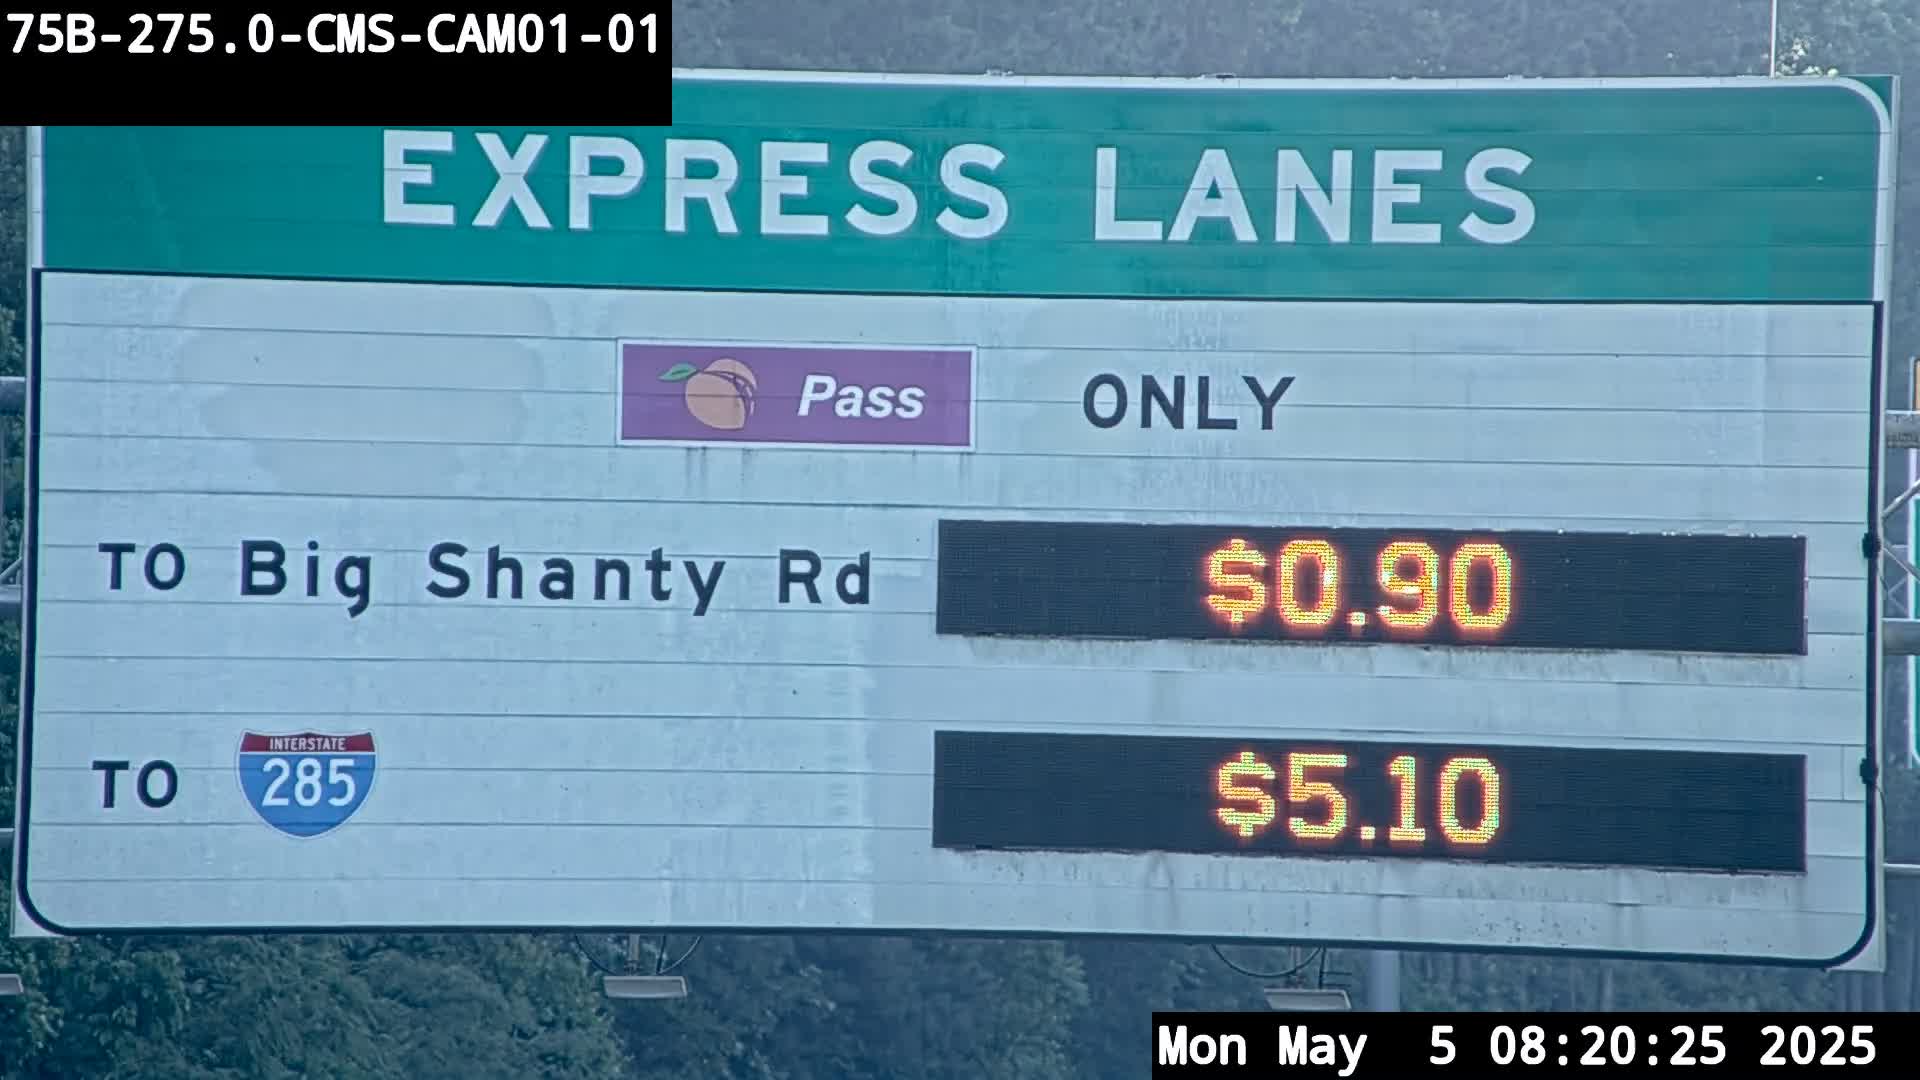 75B-275.0-CMS-CAM01-01
EXPRESS LANES
Pass ONLY
TO Big Shanty Rd $0.90
INTERSTATE
TO 285 $5.10
Mon May 5 08:20:25 2025